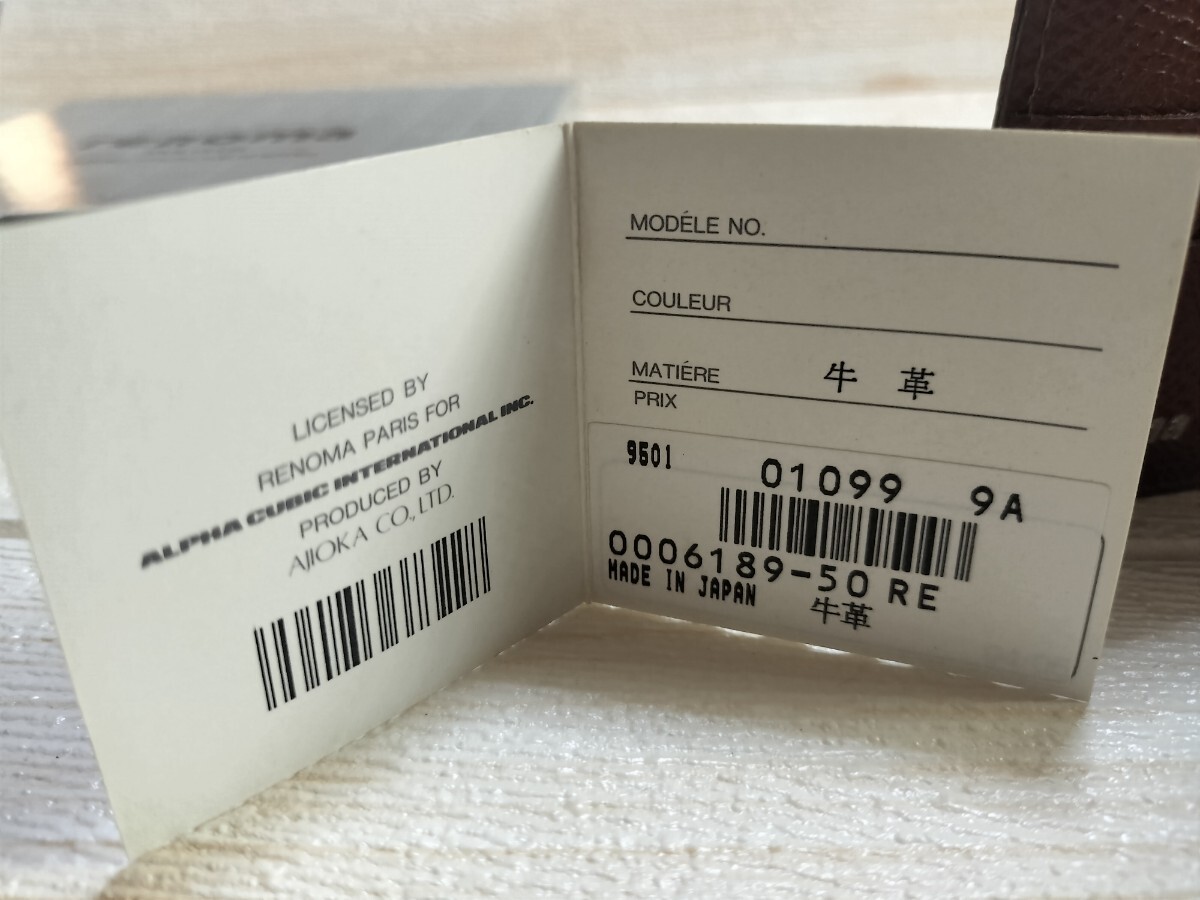 renoma
LICENSED BY
RENOMA PARIS FOR
ALPHA CUBIC INTERNATIONAL INC.
PRODUCED BY
AJIOKA CO., LTD.
MODÉLE NO.
COULEUR
MATIÉRE 牛 革
PRIX
9501 01099 9A
0006189-50 RE
MADE IN JAPAN 牛革